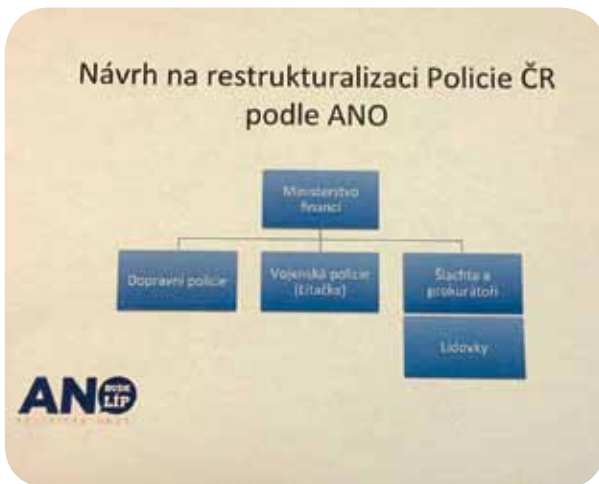 Návrh na restrukturalizaci Policie ČR
podle ANO
Ministerstvo
financí
Dopravní policie
Vojenská policie
(Lítačka)
Šlachta a
prokurátoři
Lidovky
ANO
BUDE
LÍP